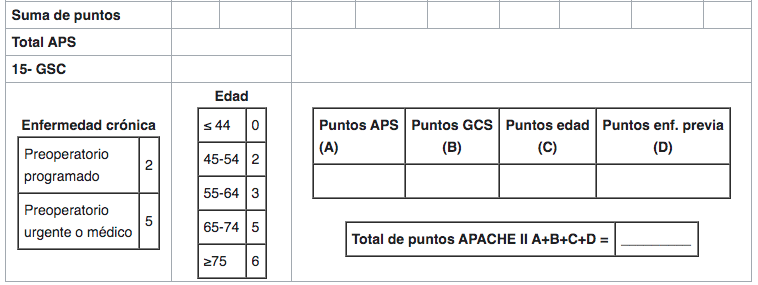 Suma de puntos
Total APS
15- GSC
Enfermedad crónica
Preoperatorio
programado
2
Preoperatorio
urgente o médico
5
Edad
≤ 44 0
45-54 2
55-64 3
65-74 5
≥75 6
Puntos APS Puntos GCS Puntos edad Puntos enf. previa
(A) (B) (C) (D)
Total de puntos APACHE II A+B+C+D = _________